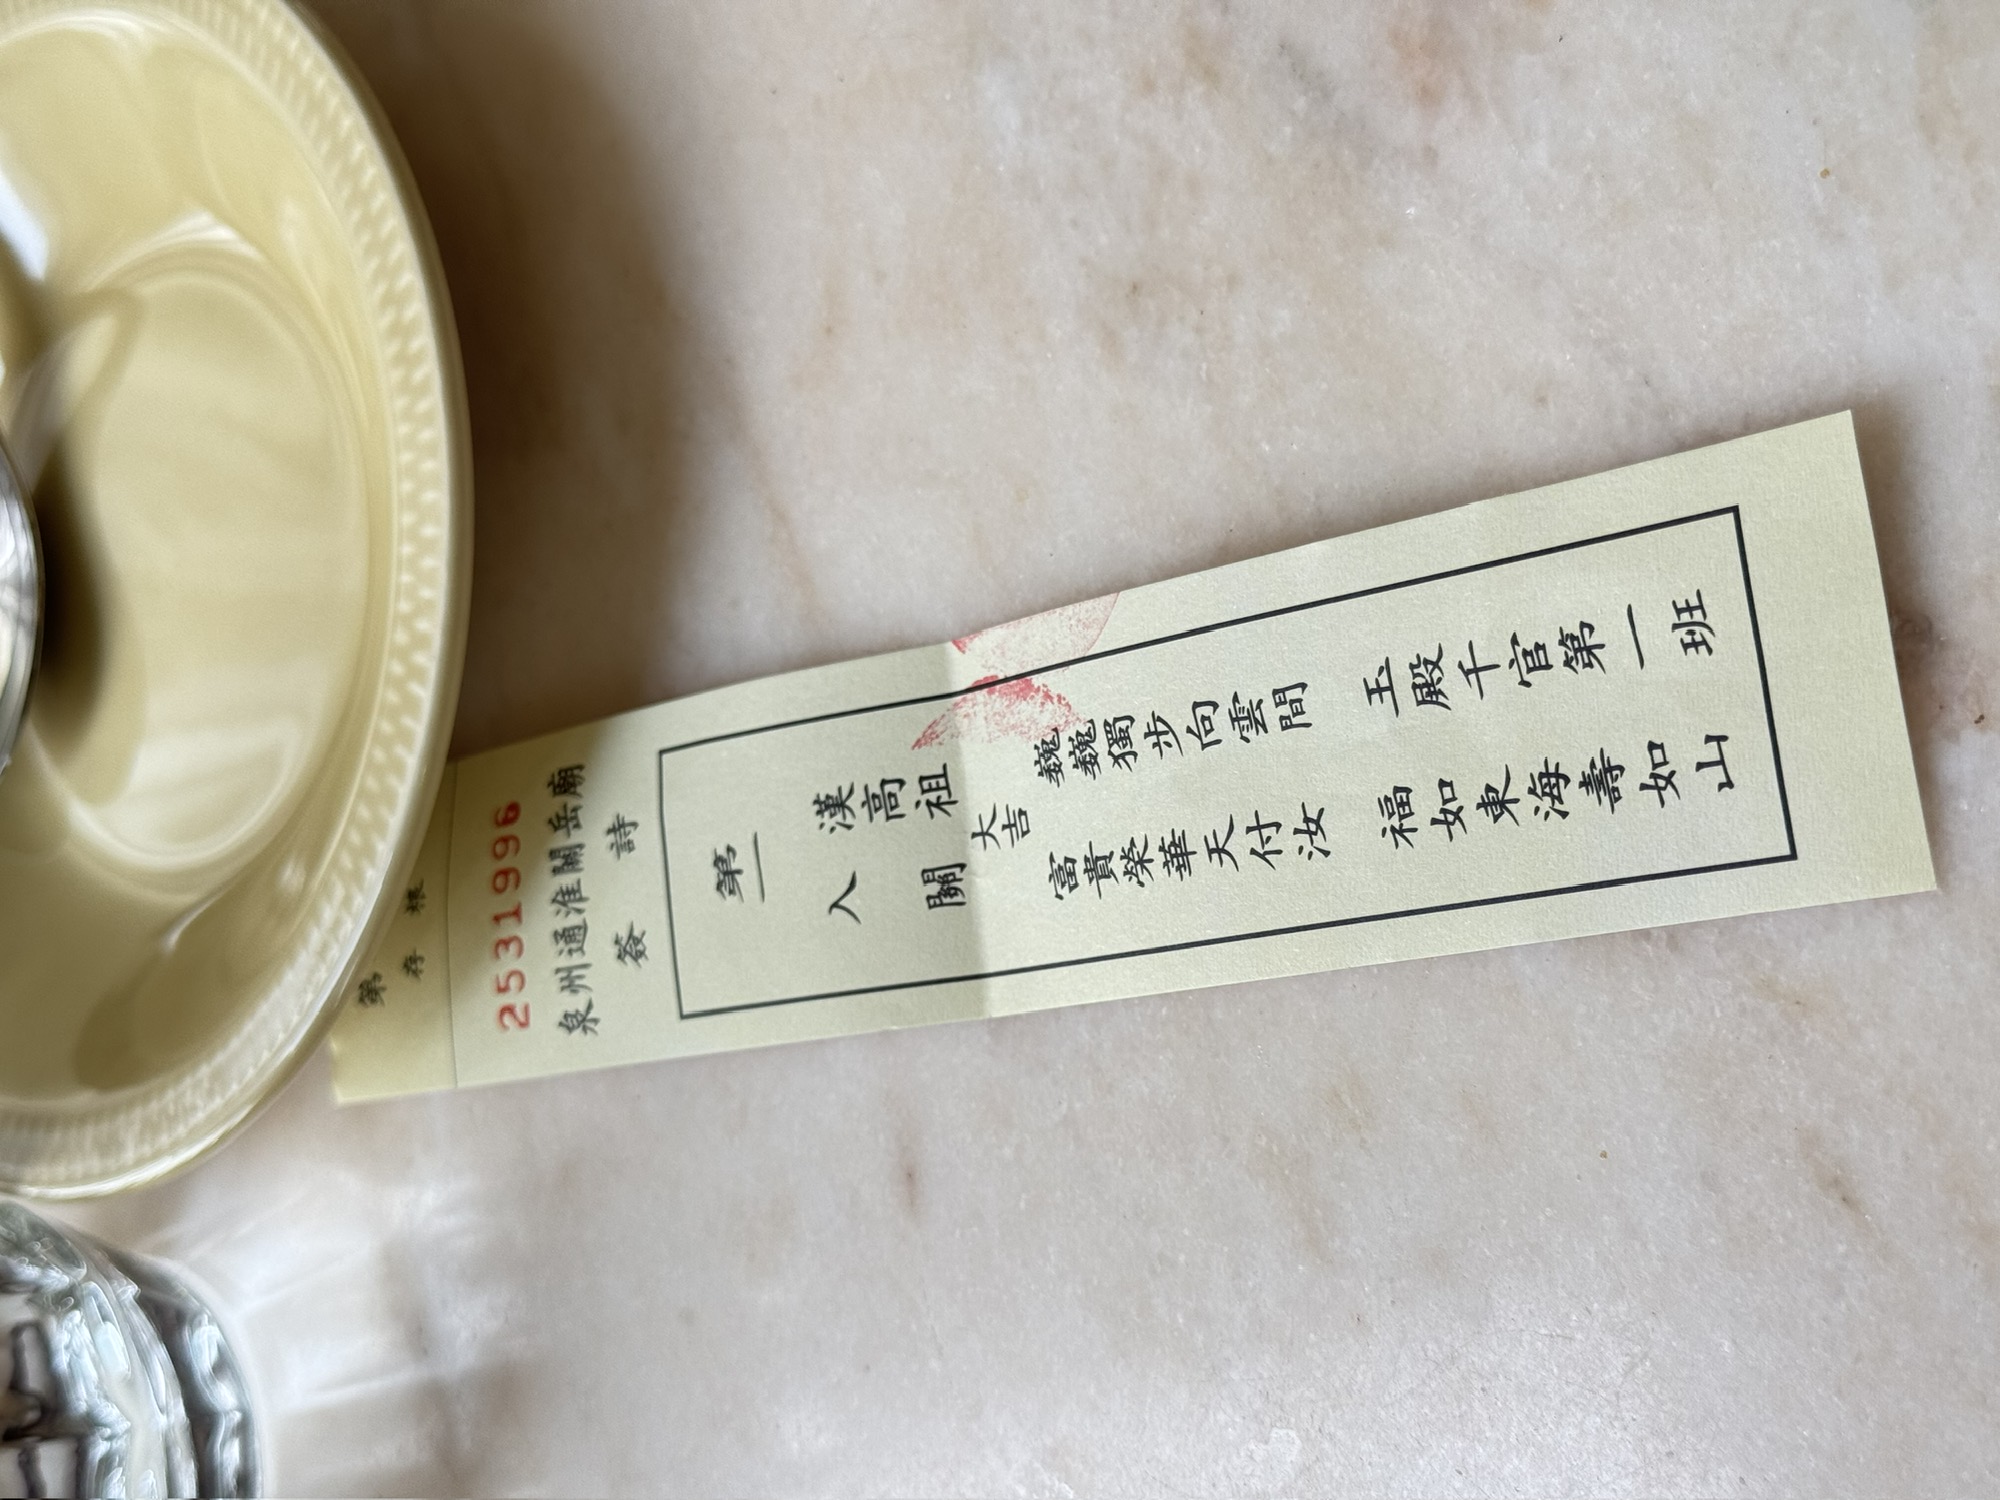 第
存根
2531996
泉州通淮關岳廟
簽詩
第一
漢高祖
入關
大吉
巍巍獨步向雲間
玉殿千官第一班
富貴榮華天付汝
福如東海壽如山